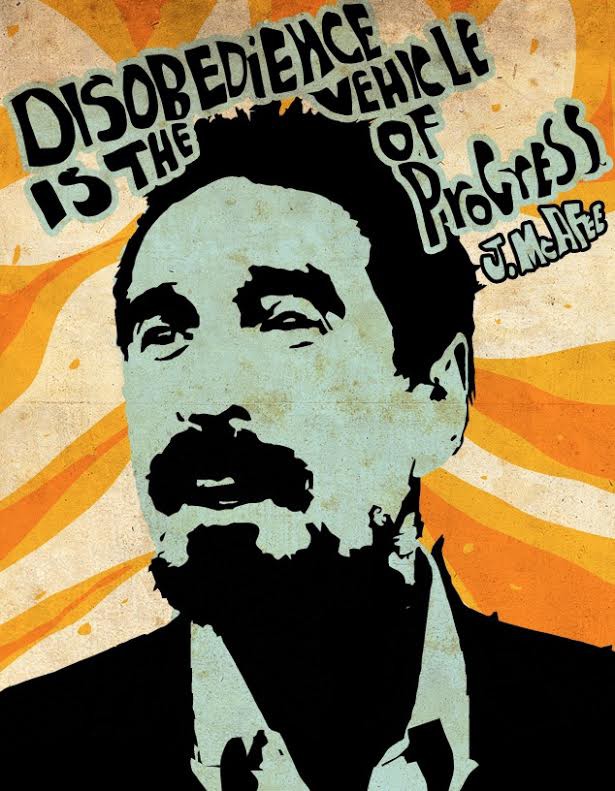 DISOBEDIENCE
IS THE VEHICLE
OF
PROGRESS
J. MCAFEE